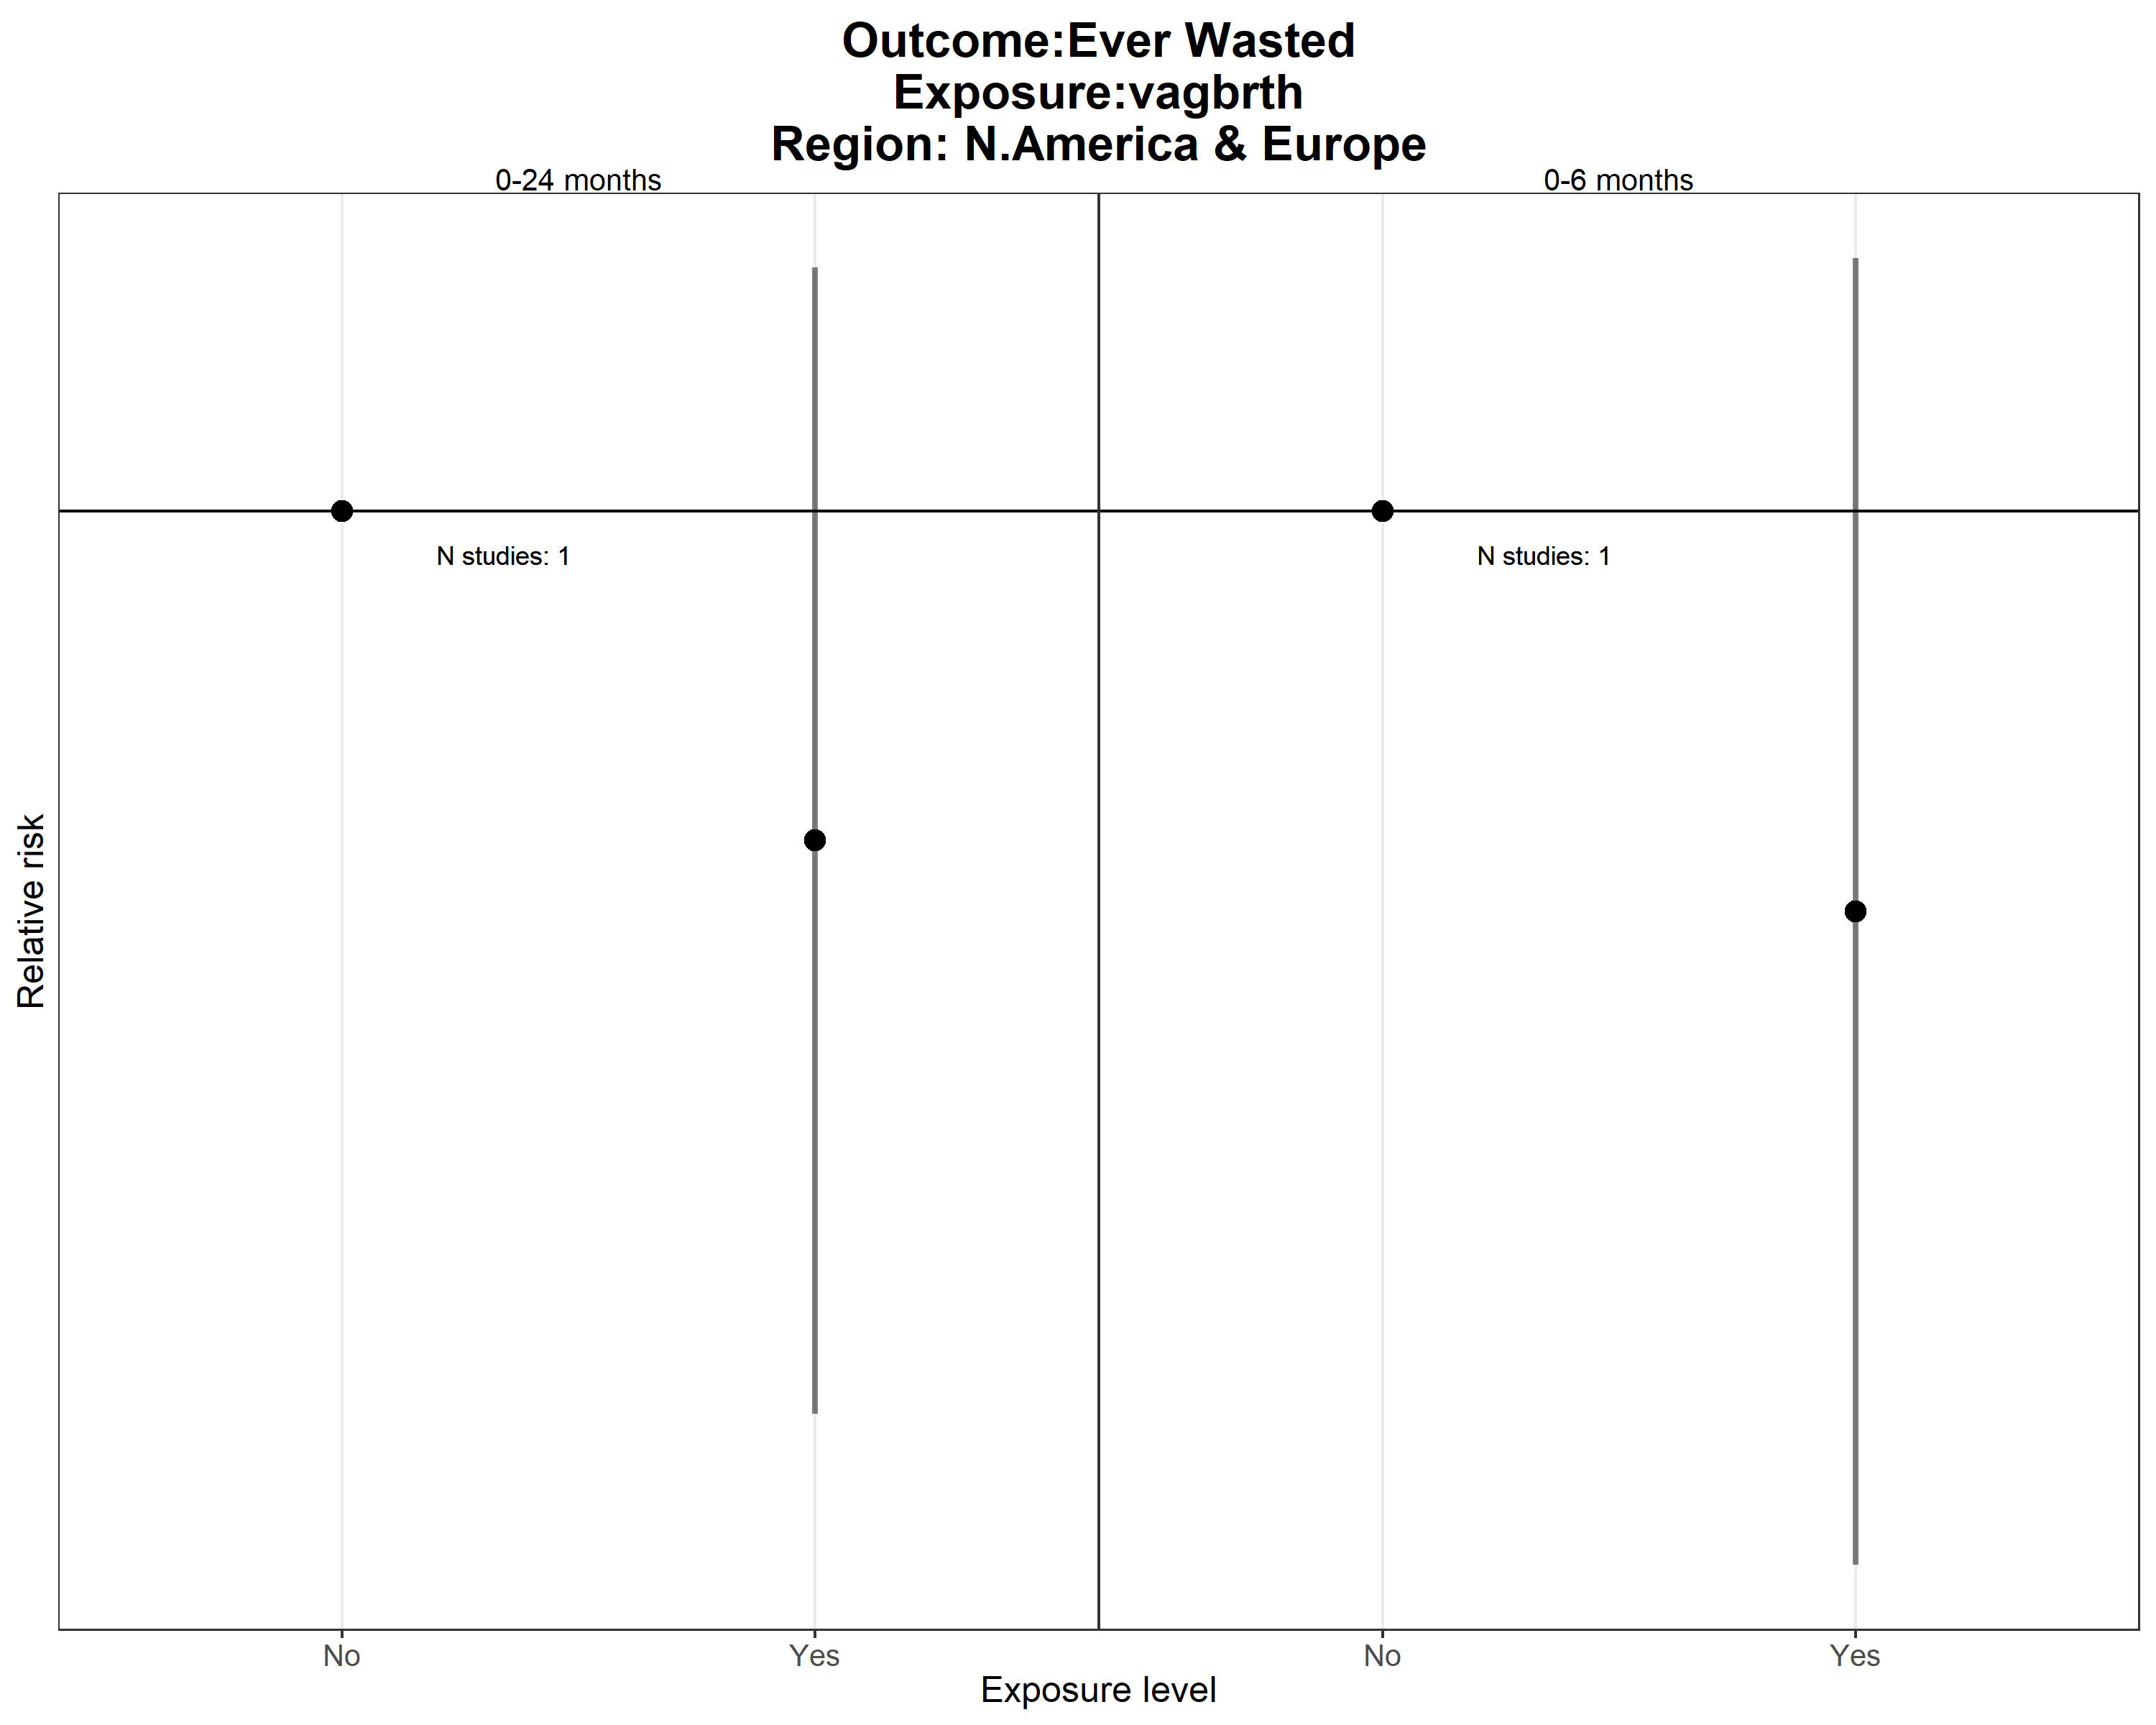 Outcome:Ever Wasted
Exposure:vagbrth
Region: N.America & Europe
0-24 months
0-6 months
N studies: 1
N studies: 1
Relative risk
No
Yes
No
Yes
Exposure level